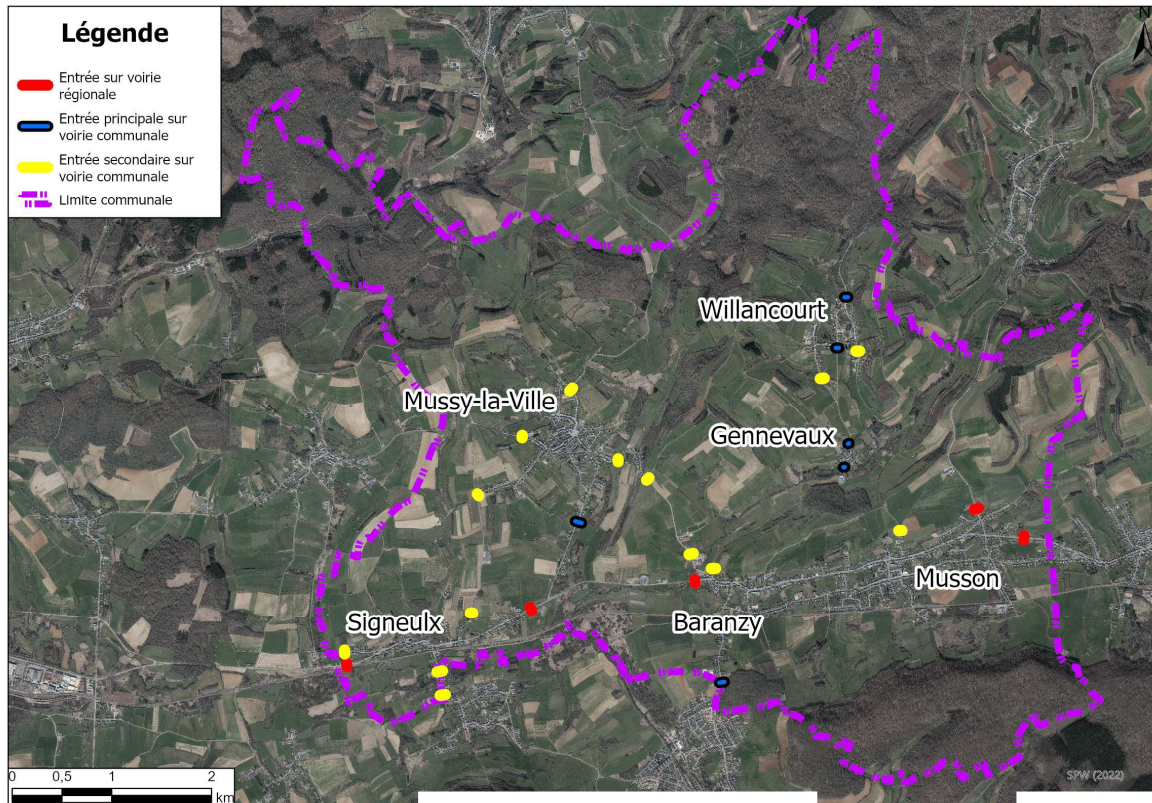 Légende
Entrée sur voirie
régionale
Entrée principale sur
voirie communale
Entrée secondaire sur
voirie communale
Limite communale
N
Willancourt
Mussy-la-Ville
Gennevaux
Musson
Signeulx
Baranzy
0 0,5 1 2
km
SPW (2022)